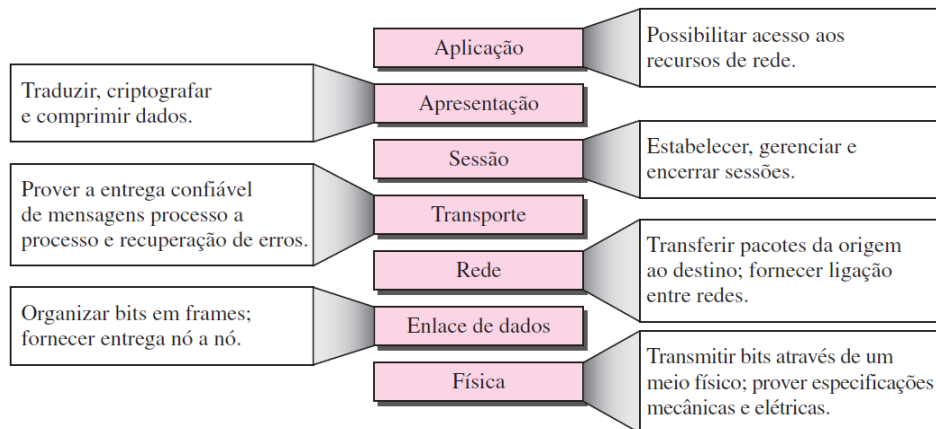 Aplicação
Possibilitar acesso aos
recursos de rede.
Traduzir, criptografar
e comprimir dados.
Apresentação
Sessão
Estabelecer, gerenciar e
encerrar sessões.
Prover a entrega confiável
de mensagens processo a
processo e recuperação de erros.
Transporte
Rede
Transferir pacotes da origem
ao destino; fornecer ligação
entre redes.
Organizar bits em frames;
fornecer entrega nó a nó.
Enlace de dados
Física
Transmitir bits através de um
meio físico; prover especificações
mecânicas e elétricas.